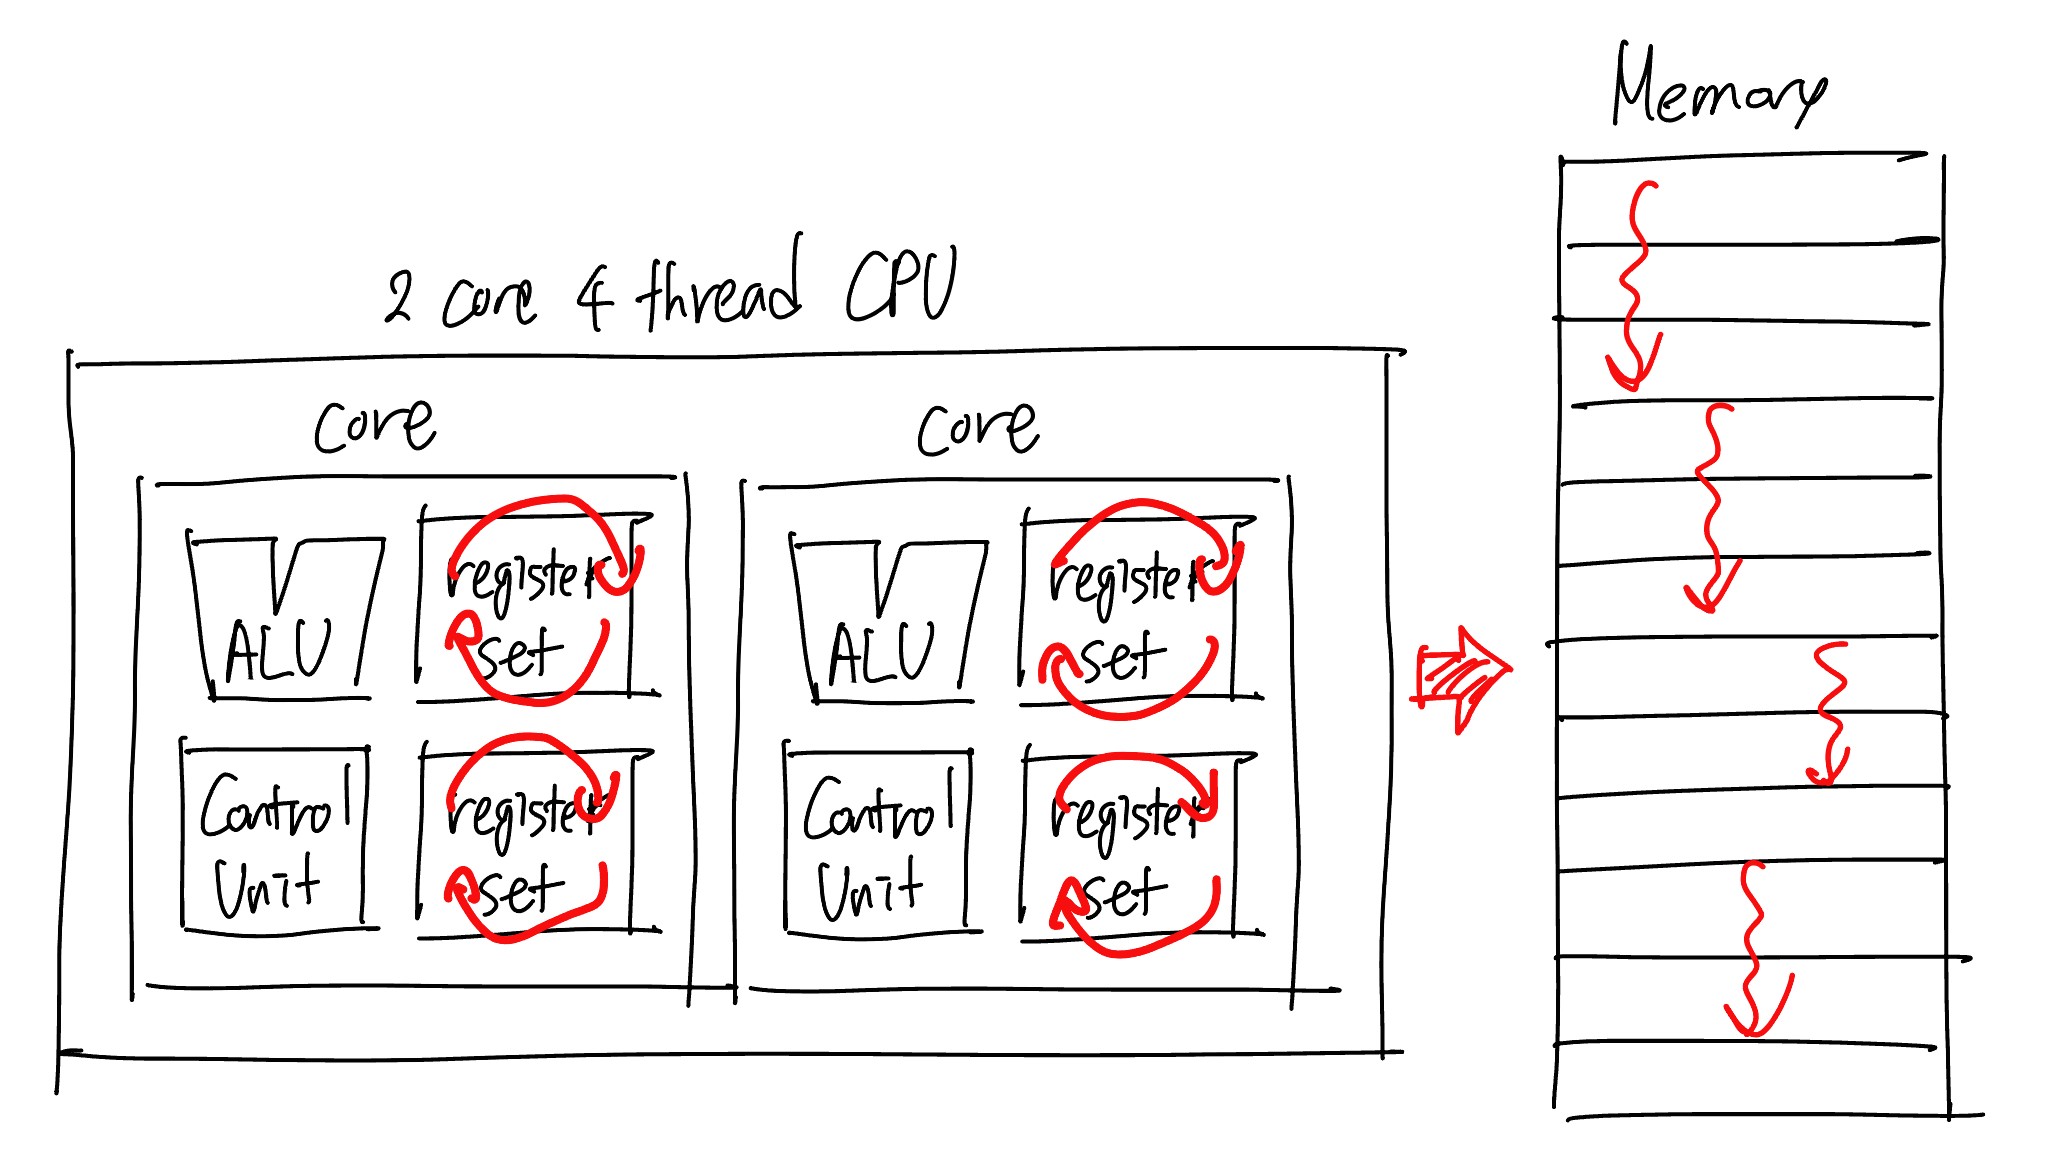 Memory
2 core 4 thread CPU
core
core
ALU
register
set
ALU
register
set
Control
Unit
register
set
Control
Unit
register
set